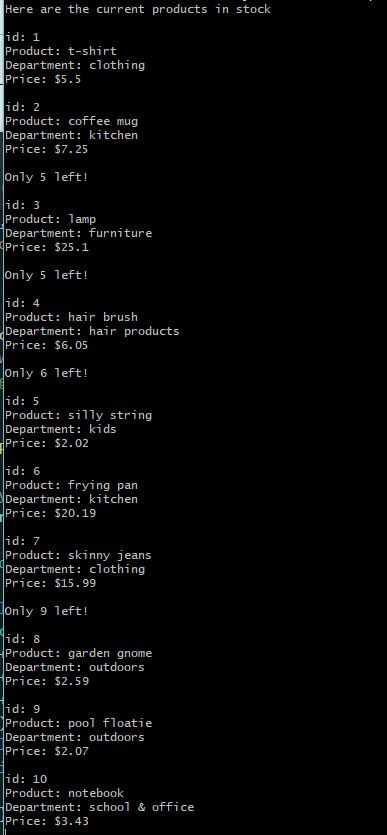 Here are the current products in stock
id: 1
Product: t-shirt
Department: clothing
Price: $5.5
id: 2
Product: coffee mug
Department: kitchen
Price: $7.25
Only 5 left!
id: 3
Product: lamp
Department: furniture
Price: $25.1
Only 5 left!
id: 4
Product: hair brush
Department: hair products
Price: $6.05
Only 6 left!
id: 5
Product: silly string
Department: kids
Price: $2.02
id: 6
Product: frying pan
Department: kitchen
Price: $20.19
id: 7
Product: skinny jeans
Department: clothing
Price: $15.99
Only 9 left!
id: 8
Product: garden gnome
Department: outdoors
Price: $2.59
id: 9
Product: pool floatie
Department: outdoors
Price: $2.07
id: 10
Product: notebook
Department: school & office
Price: $3.43